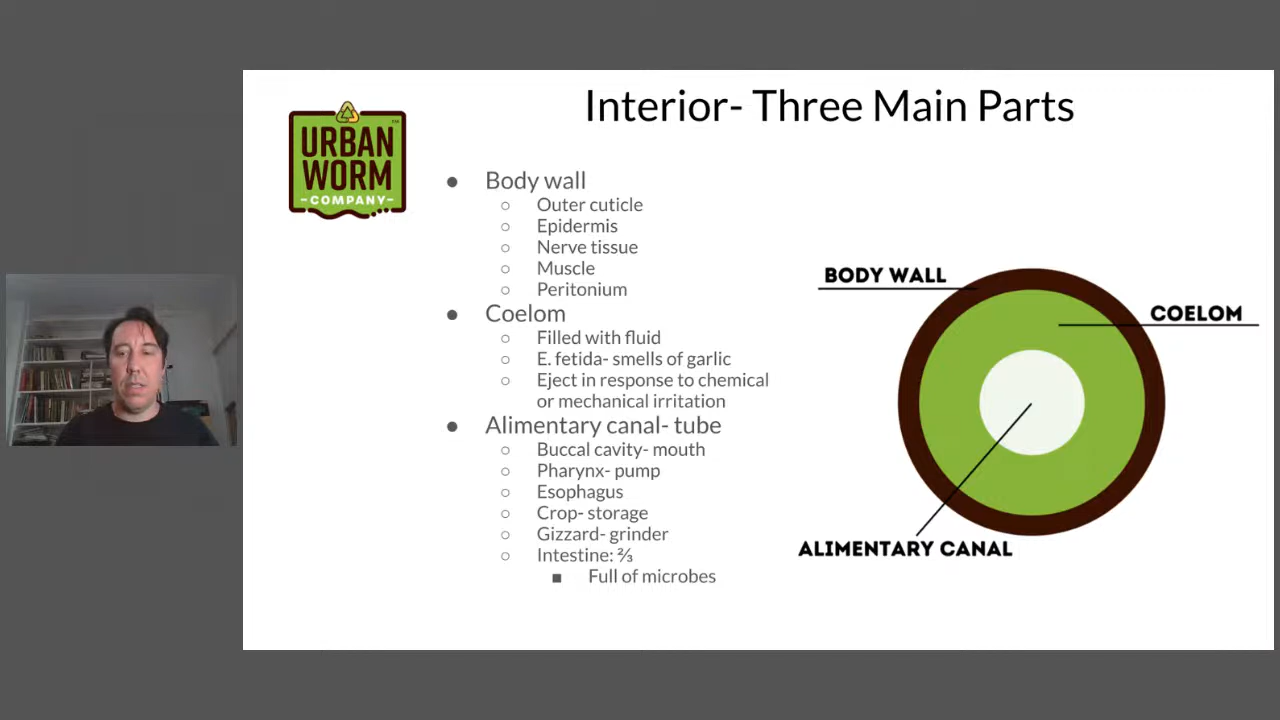 Interior- Three Main Parts
™
URBAN
WORM
-COMPANY-
● Body wall
○ Outer cuticle
○ Epidermis
○ Nerve tissue
○ Muscle
○ Peritonium
● Coelom
○ Filled with fluid
○ E. fetida- smells of garlic
○ Eject in response to chemical
or mechanical irritation
● Alimentary canal- tube
○ Buccal cavity- mouth
○ Pharynx- pump
○ Esophagus
○ Crop- storage
○ Gizzard- grinder
○ Intestine: ⅔
■ Full of microbes
BODY WALL
COELOM
ALIMENTARY CANAL